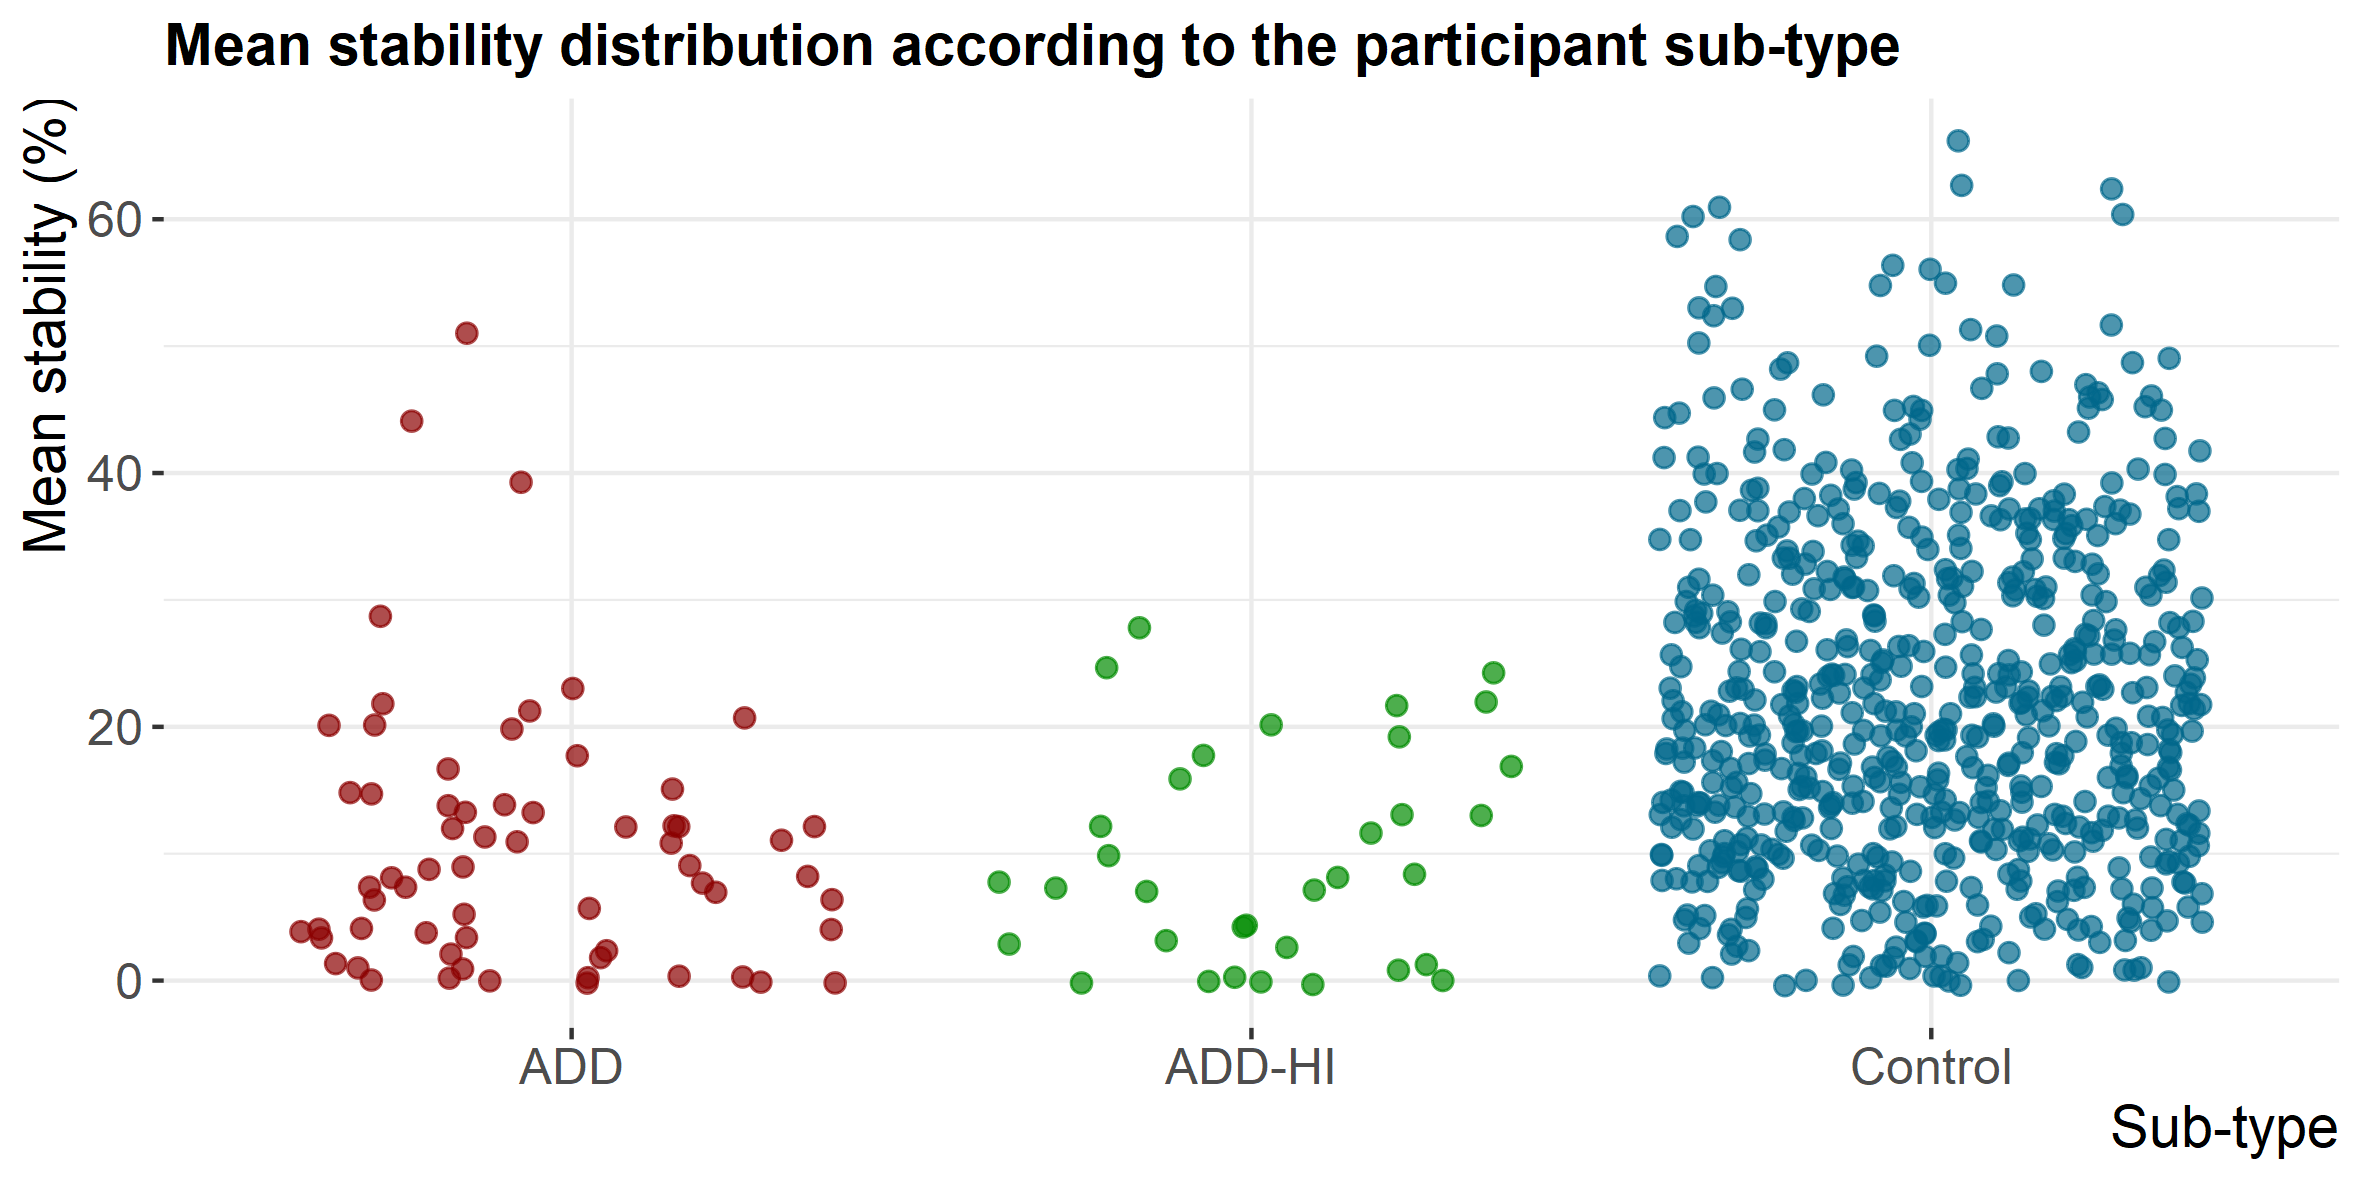 Mean stability distribution according to the participant sub-type
Mean stability (%)
60
40
20
0
ADD
ADD-HI
Control
Sub-type